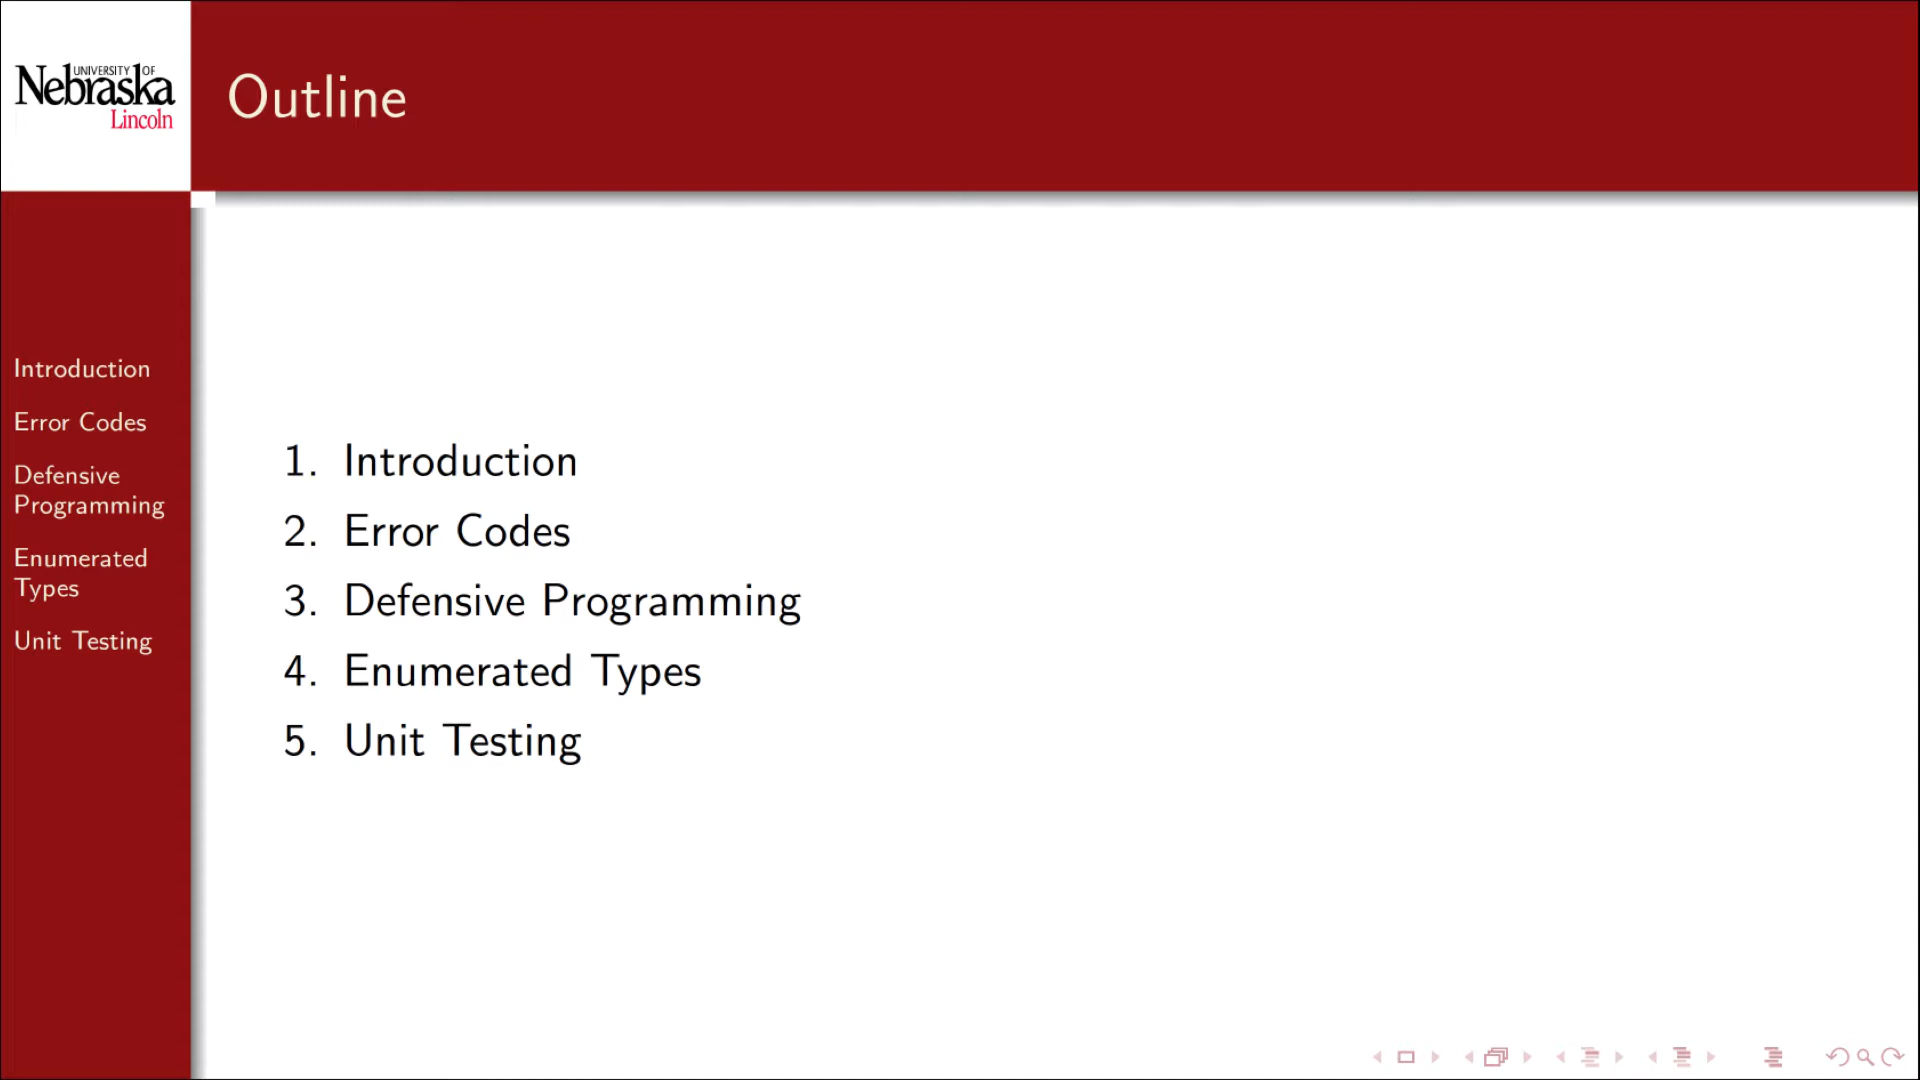 UNIVERSITY OF
Nebraska
Lincoln
Outline
Introduction
Error Codes
Defensive
Programming
Enumerated
Types
Unit Testing
1. Introduction
2. Error Codes
3. Defensive Programming
4. Enumerated Types
5. Unit Testing